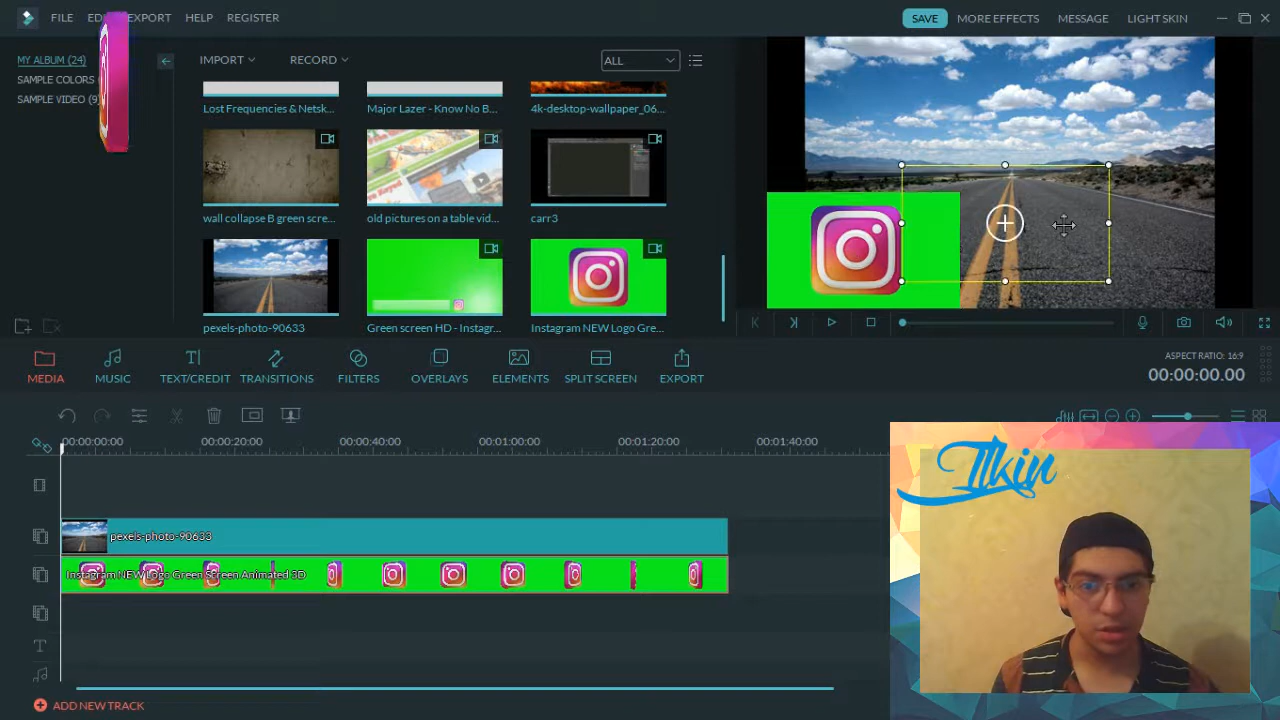 FILE EXPORT HELP REGISTER
SAVE MORE EFFECTS MESSAGE LIGHT SKIN
MY ALBUM (24)
SAMPLE COLORS
SAMPLE VIDEO (9)
IMPORT RECORD ALL
Lost Frequencies & Netsk... Major Lazer - Know No B... 4k-desktop-wallpaper_06...
wall collapse B green scre... old pictures on a table vid... carr3
pexels-photo-90633 Green screen HD - Instagr... Instagram NEW Logo Gre...
MEDIA MUSIC TEXT/CREDIT TRANSITIONS FILTERS OVERLAYS ELEMENTS SPLIT SCREEN EXPORT
ASPECT RATIO: 16:9
00:00:00.00
00:00:00:00 00:00:20:00 00:00:40:00 00:01:00:00 00:01:20:00 00:01:40:00
pexels-photo-90633
Instagram NEW Logo Green Screen Animated 3D
ADD NEW TRACK
Ilkin